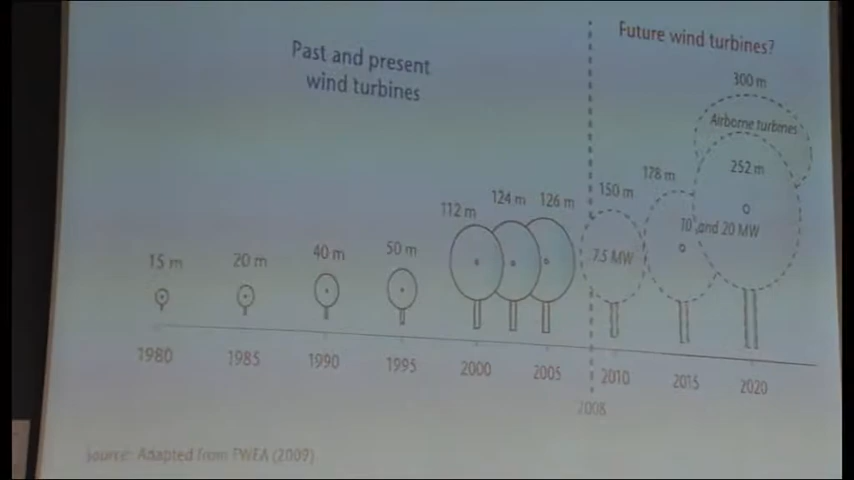 Past and present
wind turbines
Future wind turbines?
300 m
Airborne turbines
252 m
178 m
150 m
10 and 20 MW
7.5 MW
126 m
124 m
112 m
50 m
40 m
20 m
15 m
1980
1985
1990
1995
2000
2005
2010
2015
2020
2008
Source: Adapted from EWEA (2009)